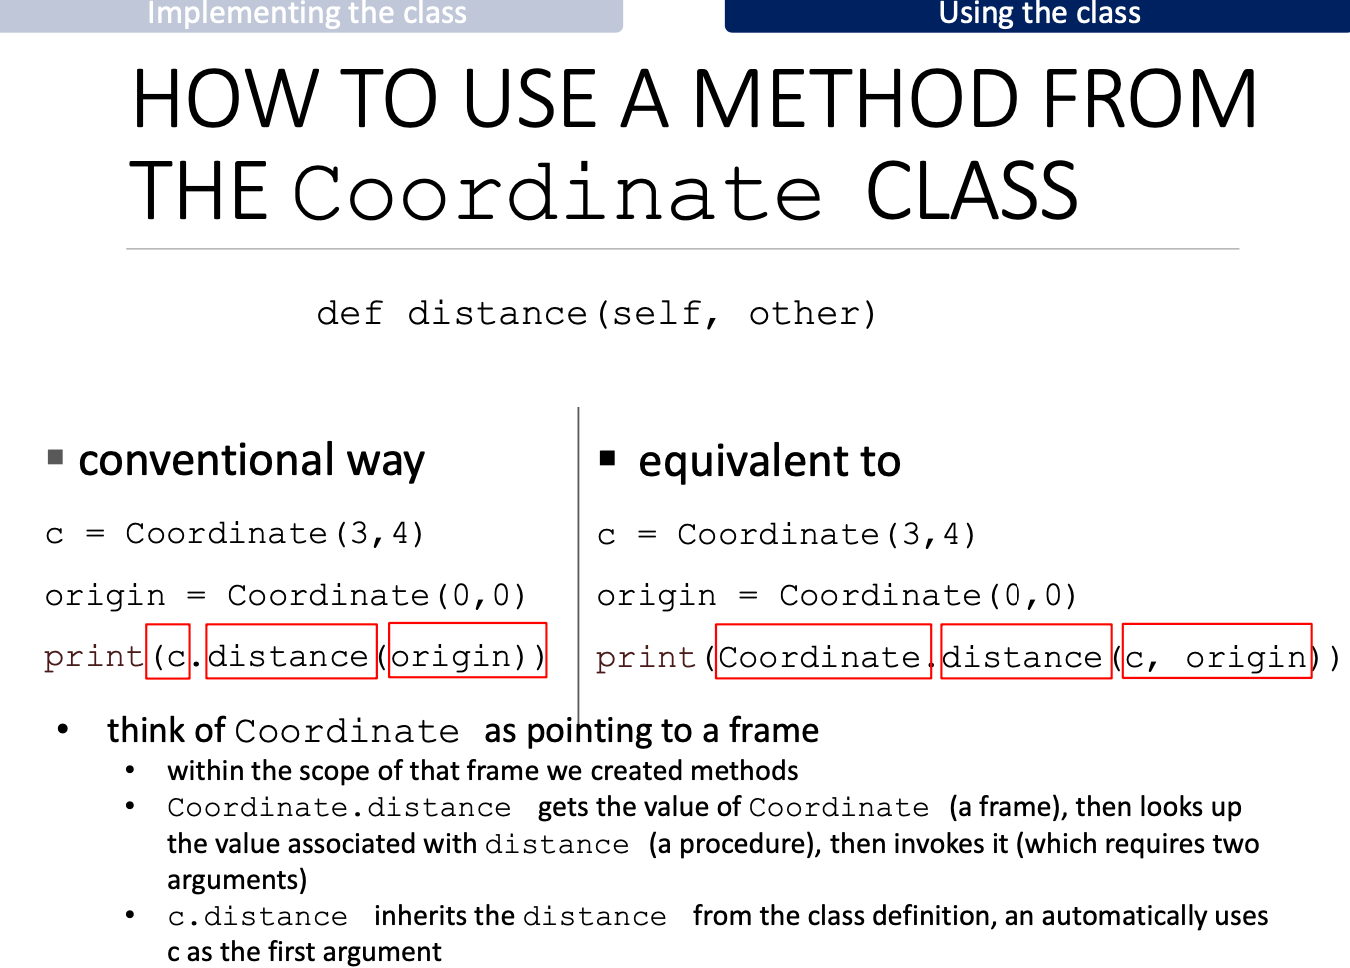 Implementing the class
Using the class
HOW TO USE A METHOD FROM
THE Coordinate CLASS
def distance(self, other)
▪ conventional way
c = Coordinate(3,4)
origin = Coordinate(0,0)
print(c.distance(origin))
▪ equivalent to
c = Coordinate(3,4)
origin = Coordinate(0,0)
print(Coordinate.distance(c, origin))
• think of Coordinate as pointing to a frame
• within the scope of that frame we created methods
• Coordinate.distance gets the value of Coordinate (a frame), then looks up
the value associated with distance (a procedure), then invokes it (which requires two
arguments)
• c.distance inherits the distance from the class definition, an automatically uses
c as the first argument